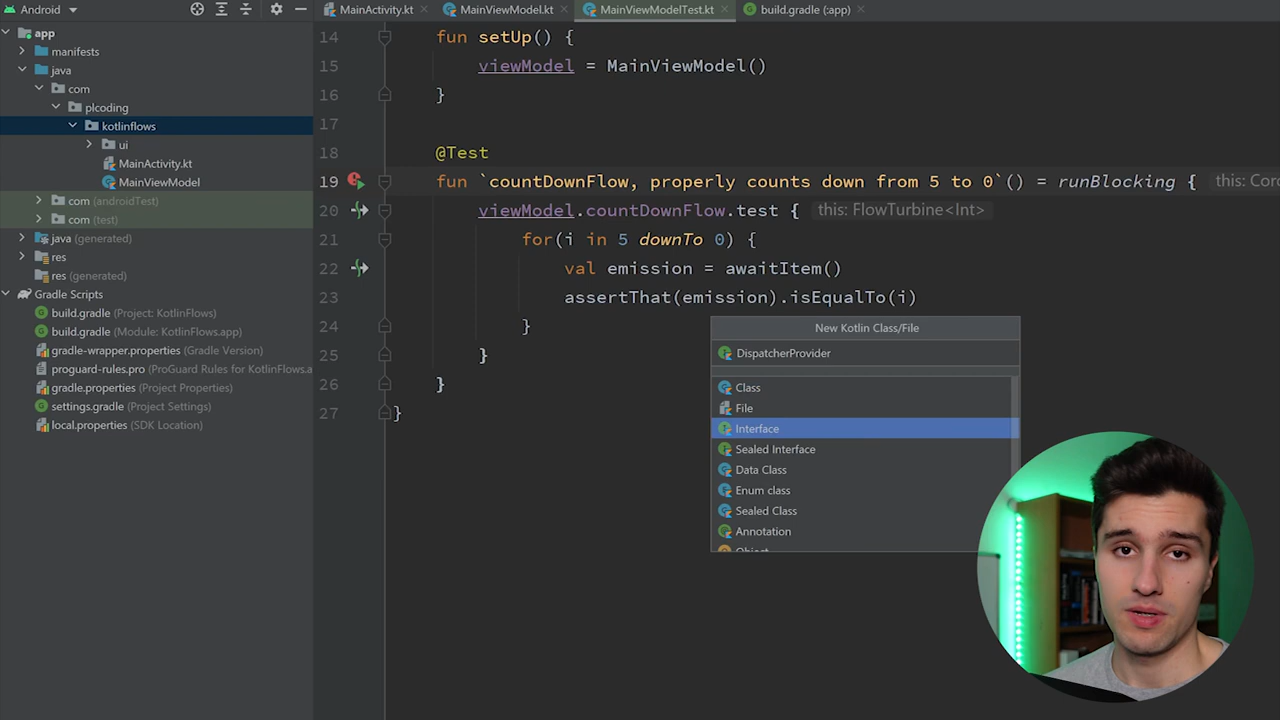 Android
MainActivity.kt
MainViewModel.kt
MainViewModelTest.kt
build.gradle (:app)
app
manifests
java
com
plcoding
kotlinflows
ui
MainActivity.kt
MainViewModel
com (androidTest)
com (test)
java (generated)
res
res (generated)
Gradle Scripts
build.gradle (Project: KotlinFlows)
build.gradle (Module: KotlinFlows.app)
gradle-wrapper.properties (Gradle Version)
proguard-rules.pro (ProGuard Rules for KotlinFlows.a
gradle.properties (Project Properties)
settings.gradle (Project Settings)
local.properties (SDK Location)
14 fun setUp() {
15 viewModel = MainViewModel()
16 }
17
18 @Test
19 fun `countDownFlow, properly counts down from 5 to 0`() = runBlocking { this: Coro
20 viewModel.countDownFlow.test { this: FlowTurbine<Int>
21 for(i in 5 downTo 0) {
22 val emission = awaitItem()
23 assertThat(emission).isEqualTo(i)
24 }
25 }
26 }
27 }
New Kotlin Class/File
DispatcherProvider
Class
File
Interface
Sealed Interface
Data Class
Enum class
Sealed Class
Annotation
Object